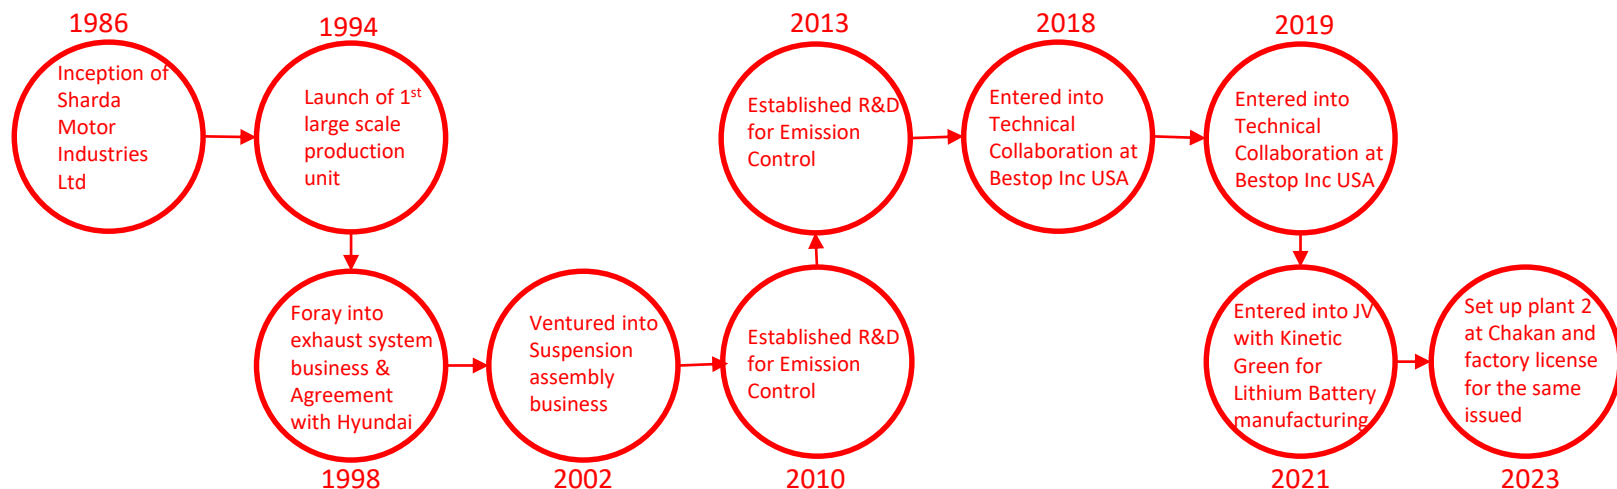 1986
Inception of
Sharda
Motor
Industries
Ltd
1994
Launch of 1st
large scale
production
unit
Foray into
exhaust system
business &
Agreement
with Hyundai
1998
Ventured into
Suspension
assembly
business
2002
Established R&D
for Emission
Control
2010
2013
Established R&D
for Emission
Control
2018
Entered into
Technical
Collaboration at
Bestop Inc USA
2019
Entered into
Technical
Collaboration at
Bestop Inc USA
Entered into JV
with Kinetic
Green for
Lithium Battery
manufacturing
2021
Set up plant 2
at Chakan and
factory license
for the same
issued
2023